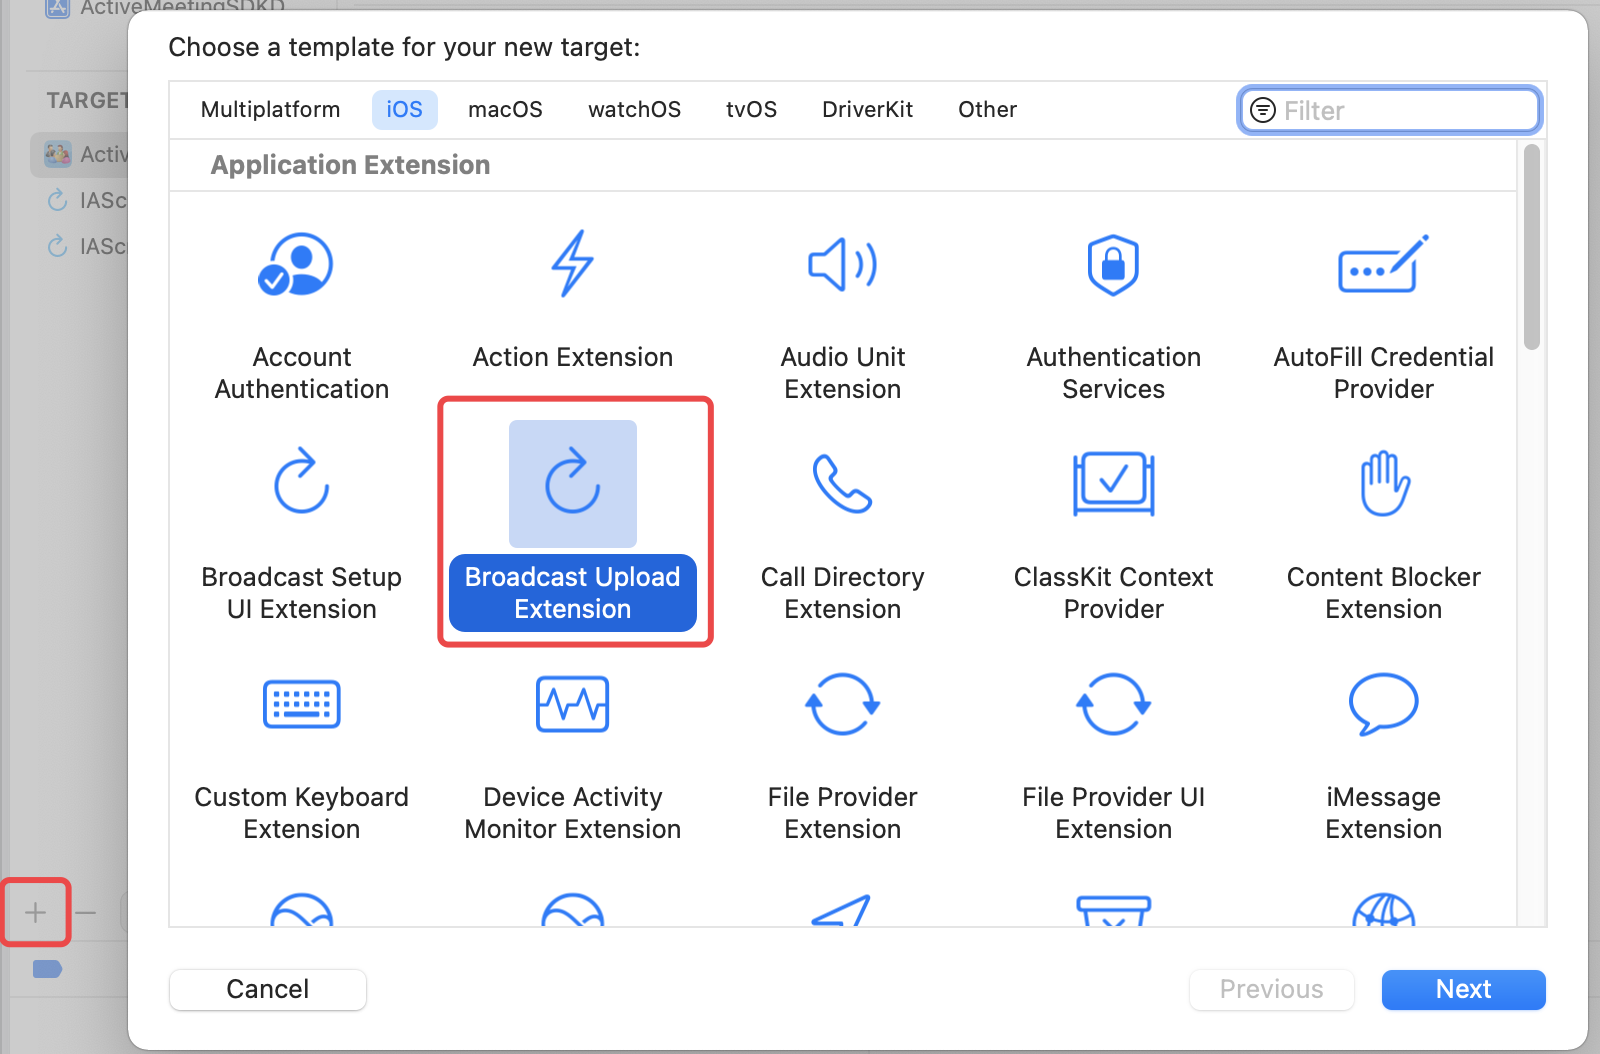 ActiveMeetingSDKD
Choose a template for your new target:
TARGET
Multiplatform
iOS
macOS
watchOS
tvOS
DriverKit
Other
Filter
Application Extension
Activ
IASc
IASc
Account
Authentication
Action Extension
Audio Unit
Extension
Authentication
Services
AutoFill Credential
Provider
Broadcast Setup
UI Extension
Broadcast Upload
Extension
Call Directory
Extension
ClassKit Context
Provider
Content Blocker
Extension
Custom Keyboard
Extension
Device Activity
Monitor Extension
File Provider
Extension
File Provider UI
Extension
iMessage
Extension
Cancel
Previous
Next